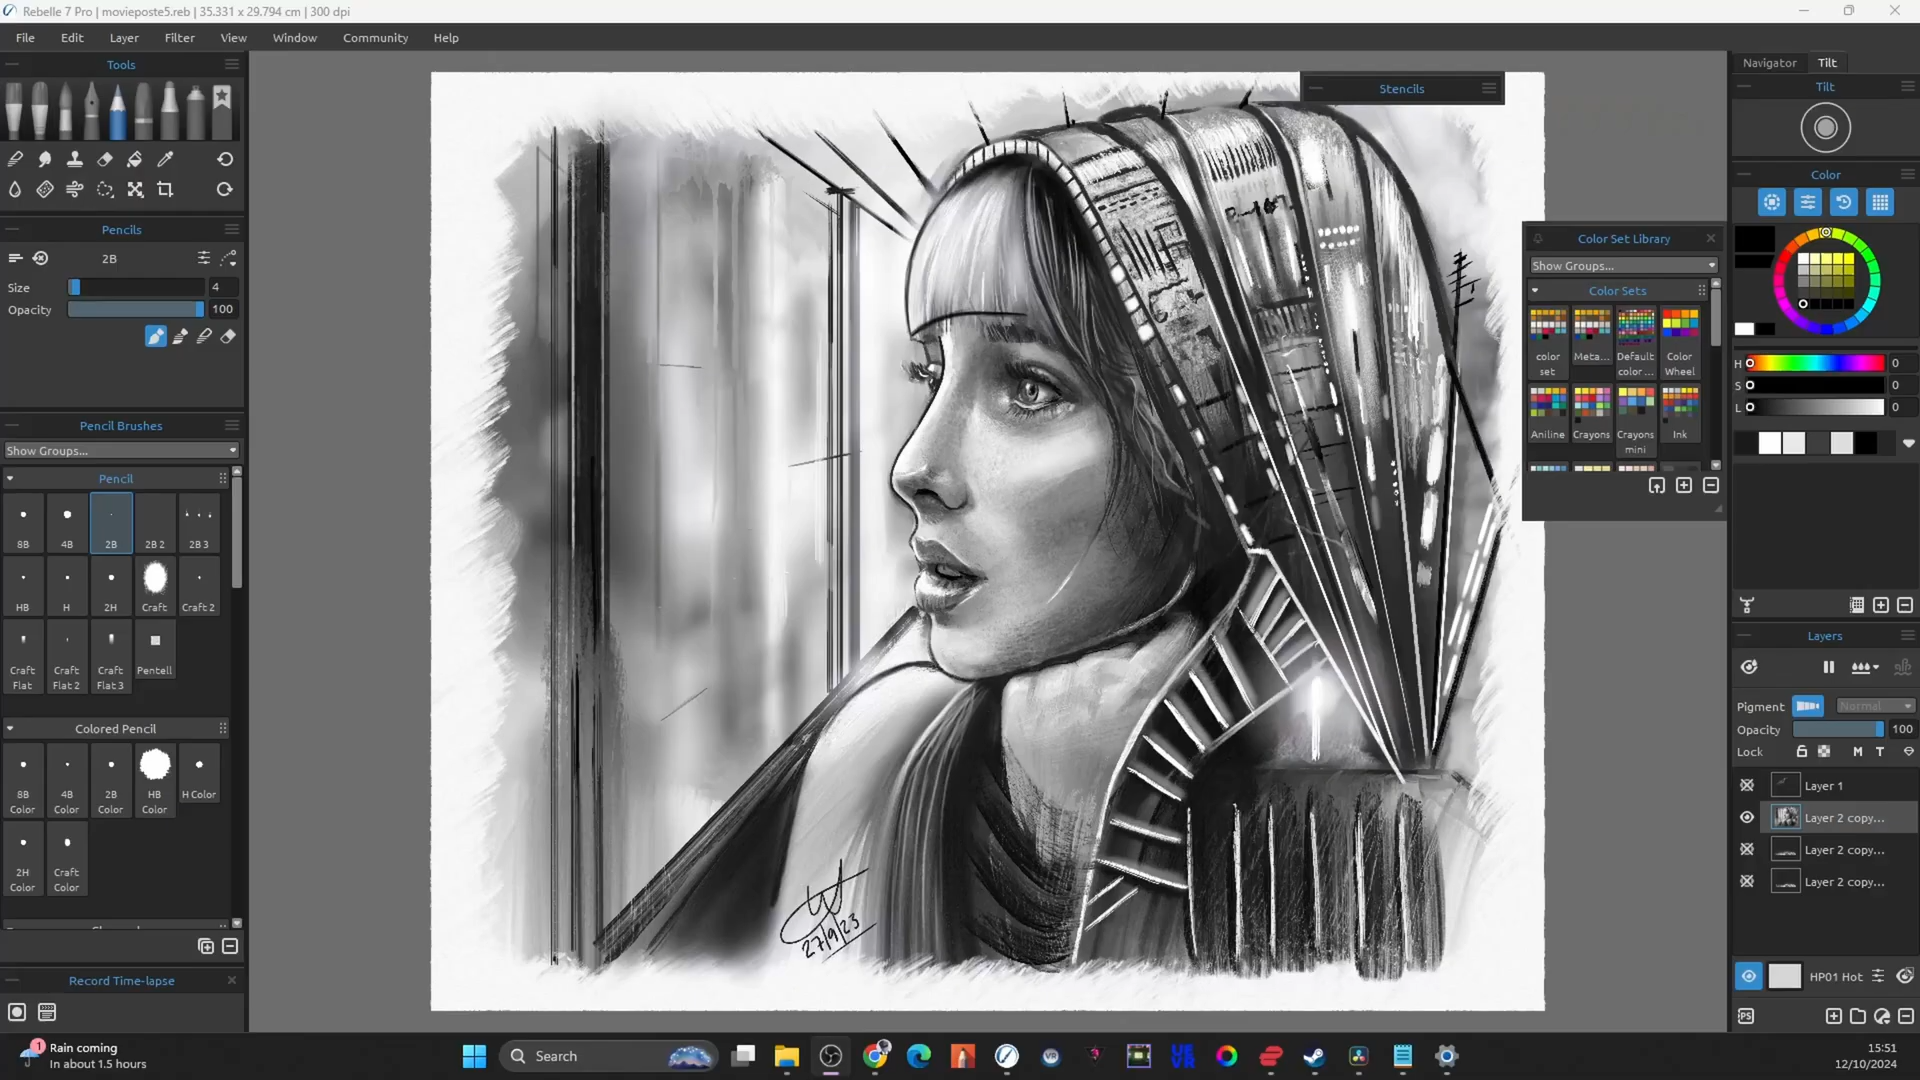 Rebelle 7 Pro | movieposte5.reb | 35.331 x 29.794 cm | 300 dpi
File Edit Layer Filter View Window Community Help
Tools
Pencils
2B
Size 4
Opacity 100
Pencil Brushes
Show Groups...
Pencil
8B 4B 2B 2B 2 2B 3
HB H 2H Craft Craft 2
Craft Flat Craft Flat 2 Craft Flat 3 Pentell
Colored Pencil
8B Color 4B Color 2B Color HB Color H Color
2H Color Craft Color
Record Time-lapse
Stencils
27/9/23
Color Set Library
Show Groups...
Color Sets
color set Meta... Default color ... Color Wheel
Aniline Crayons Crayons mini Ink
Navigator Tilt
Tilt
Color
H 0
S 0
L 0
Layers
Pigment Normal
Opacity 100
Lock M T
Layer 1
Layer 2 copy...
Layer 2 copy...
Layer 2 copy...
HP01 Hot
PS
1 Rain coming
In about 1.5 hours
Search
VR
15:51
12/10/2024